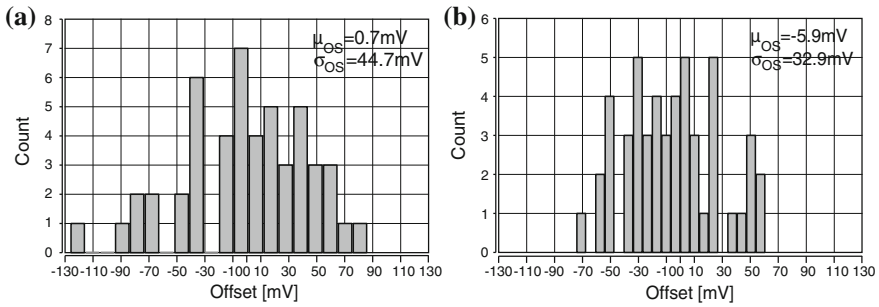 (a)
μOS=0.7mV
σOS=44.7mV
8
7
6
5
4
3
2
1
0
Count
-130 -110 -90 -70 -50 -30 -10 10 30 50 70 90 110 130
Offset [mV]
(b)
μOS=-5.9mV
σOS=32.9mV
6
5
4
3
2
1
0
Count
-130 -110 -90 -70 -50 -30 -100 10 30 50 70 90 110 130
Offset [mV]